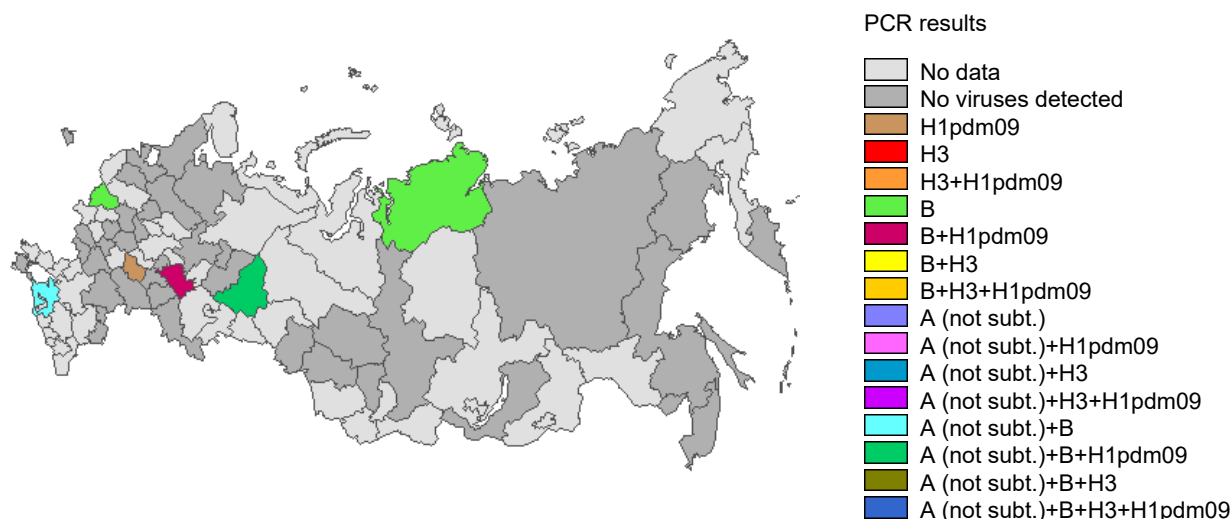 PCR results
No data
No viruses detected
H1pdm09
H3
H3+H1pdm09
B
B+H1pdm09
B+H3
B+H3+H1pdm09
A (not subt.)
A (not subt.)+H1pdm09
A (not subt.)+H3
A (not subt.)+H3+H1pdm09
A (not subt.)+B
A (not subt.)+B+H1pdm09
A (not subt.)+B+H3
A (not subt.)+B+H3+H1pdm09